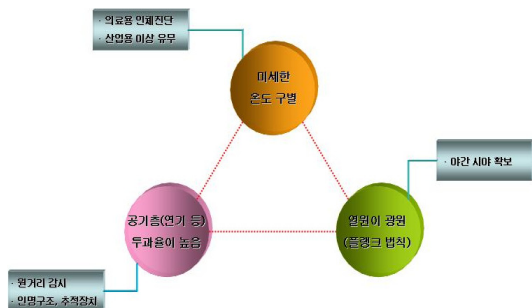 · 의료용 인체진단
· 산업용 이상 유무
미세한
온도 구별
· 야간 시야 확보
공기층(연기 등)
투과율이 높음
열원이 광원
(플랭크 법칙)
· 원거리 감시
· 인명구조, 추적장치